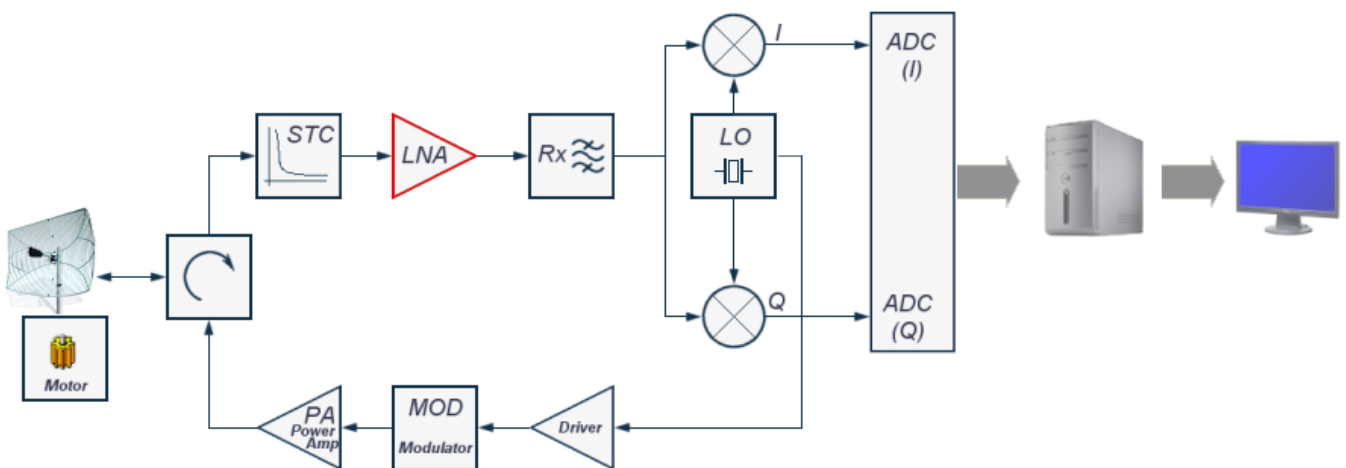 I
ADC
(I)
STC
LNA
Rx
LO
Q
ADC
(Q)
Motor
PA
Power
Amp
MOD
Modulator
Driver